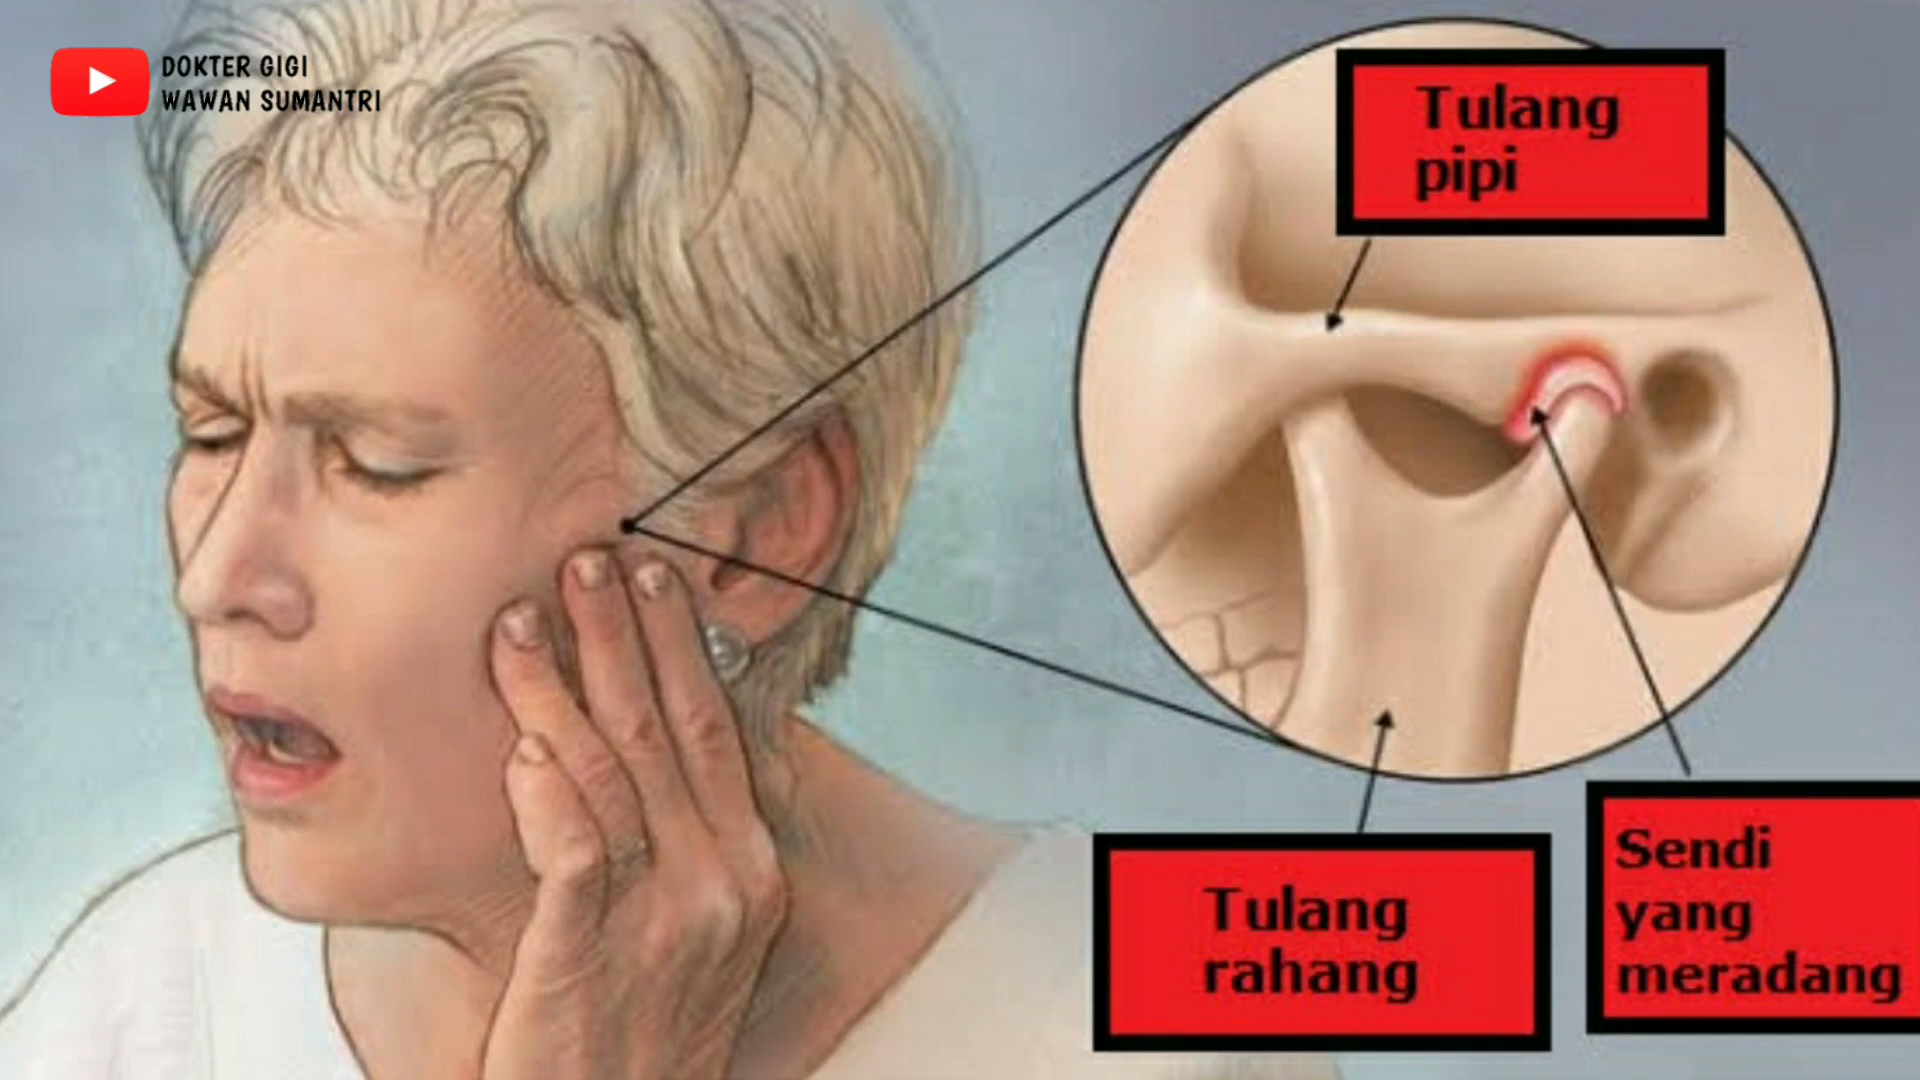 DOKTER GIGI
WAWAN SUMANTRI
Tulang
pipi
Tulang
rahang
Sendi
yang
meradang